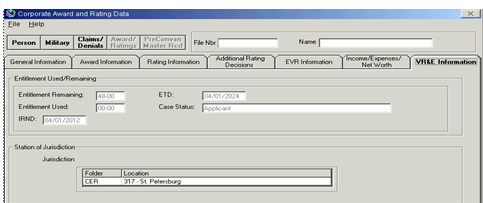 Corporate Award and Rating Data
File Help
Person Military Claims/ Denials Award/ Ratings PreConvsn Master Rcd File Nbr Name
General Information Award Information Rating Information Additional Rating Decisions EVR Information Income/Expenses/ Net Worth VR&E Information
Entitlement Used/Remaining
Entitlement Remaining: 48-00 ETD: 04/01/2024
Entitlement Used: 00-00 Case Status: Applicant
IRND: 04/01/2012
Station of Jurisdiction
Jurisdiction
Folder Location
CER 317 - St. Petersburg